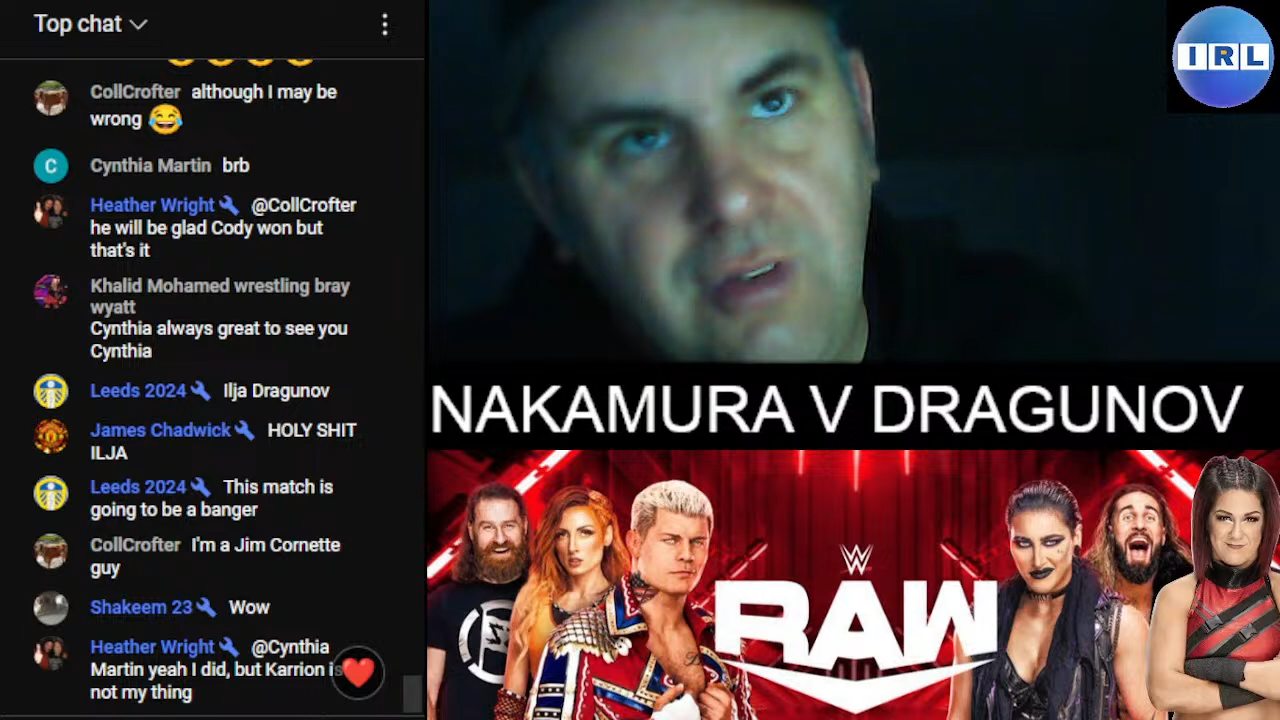 Top chat
CollCrofter although I may be
wrong 😂
C
Cynthia Martin brb
Heather Wright @CollCrofter
he will be glad Cody won but
that's it
Khalid Mohamed wrestling bray
wyatt
Cynthia always great to see you
Cynthia
Leeds 2024 Ilja Dragunov
James Chadwick HOLY SHIT
ILJA
Leeds 2024 This match is
going to be a banger
CollCrofter I'm a Jim Cornette
guy
Shakeem 23 Wow
Heather Wright @Cynthia
Martin yeah I did, but Karrion is
not my thing
IRL
NAKAMURA V DRAGUNOV
W
RAW